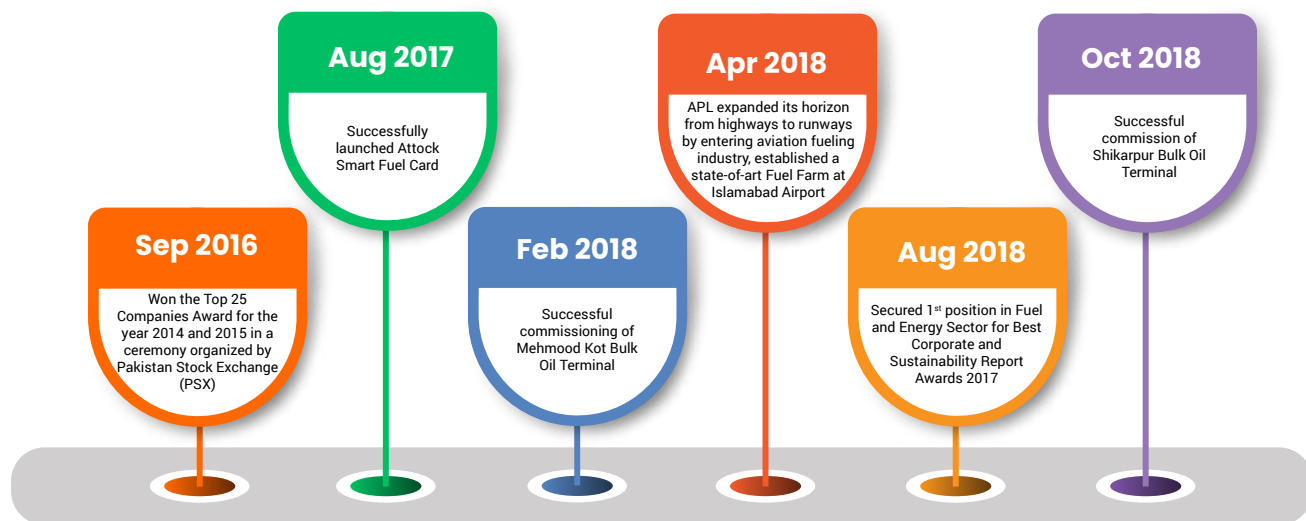 Sep 2016
Won the Top 25
Companies Award for the
year 2014 and 2015 in a
ceremony organized by
Pakistan Stock Exchange
(PSX)
Aug 2017
Successfully
launched Attock
Smart Fuel Card
Feb 2018
Successful
commissioning of
Mehmood Kot Bulk
Oil Terminal
Apr 2018
APL expanded its horizon
from highways to runways
by entering aviation fueling
industry, established a
state-of-art Fuel Farm at
Islamabad Airport
Aug 2018
Secured 1st position in Fuel
and Energy Sector for Best
Corporate and
Sustainability Report
Awards 2017
Oct 2018
Successful
commission of
Shikarpur Bulk Oil
Terminal